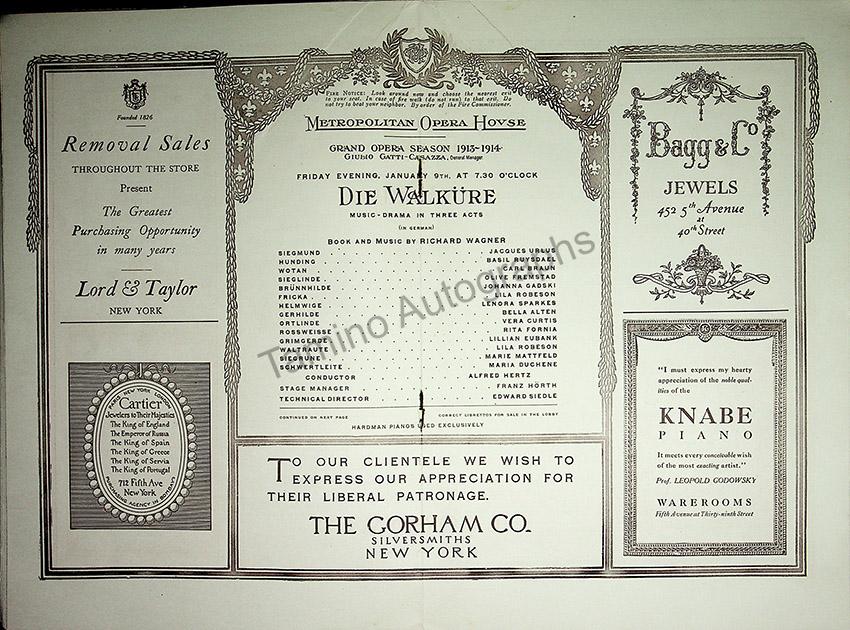 Founded 1826
Removal Sales
THROUGHOUT THE STORE
Present
The Greatest
Purchasing Opportunity
in many years
Lord & Taylor
NEW YORK
PARIS NEW YORK LONDON
Cartier
Jewelers to Their Majesties
The King of England
The Emperor of Russia
The King of Spain
The King of Greece
The King of Servia
The King of Portugal
712 Fifth Ave
New York
PURCHASING AGENCY IN BOMBAY
FIRE NOTICE: Look around now and choose the nearest exit
to your seat. In case of fire walk (do not run) to that exit. Do
not try to beat your neighbor. By order of the Fire Commissioner.
METROPOLITAN OPERA HOVSE
GRAND OPERA SEASON 1913-1914
GIULIO GATTI-CASAZZA, General Manager
FRIDAY EVENING, JANUARY 9TH, AT 7.30 O'CLOCK
DIE WALKÜRE
MUSIC-DRAMA IN THREE ACTS
(IN GERMAN)
BOOK AND MUSIC BY RICHARD WAGNER
SIEGMUND JACQUES URLUS
HUNDING BASIL RUYSDAEL
WOTAN CARL BRAUN
SIEGLINDE OLIVE FREMSTAD
BRÜNNHILDE JOHANNA GADSKI
FRICKA LILA ROBESON
HELMWIGE LENORA SPARKES
GERHILDE BELLA ALTEN
ORTLINDE VERA CURTIS
ROSSWEISSE RITA FORNIA
GRIMGERDE LILLIAN EUBANK
WALTRAUTE LILA ROBESON
SIEGRUNE MARIE MATTFELD
SCHWERTLEITE MARIA DUCHENE
CONDUCTOR ALFRED HERTZ
STAGE MANAGER FRANZ HÖRTH
TECHNICAL DIRECTOR EDWARD SIEDLE
CONTINUED ON NEXT PAGE CORRECT LIBRETTOS FOR SALE IN THE LOBBY
HARDMAN PIANOS USED EXCLUSIVELY
TO OUR CLIENTELE WE WISH TO
EXPRESS OUR APPRECIATION FOR
THEIR LIBERAL PATRONAGE.
THE GORHAM CO.
SILVERSMITHS
NEW YORK
Bagg & Co
JEWELS
452 5th Avenue
at
40th Street
"I must express my hearty
appreciation of the noble qual-
ities of the
KNABE
PIANO
It meets every conceivable wish
of the most exacting artist."
Prof. LEOPOLD GODOWSKY
WAREROOMS
Fifth Avenue at Thirty-ninth Street
Tamino Autographs